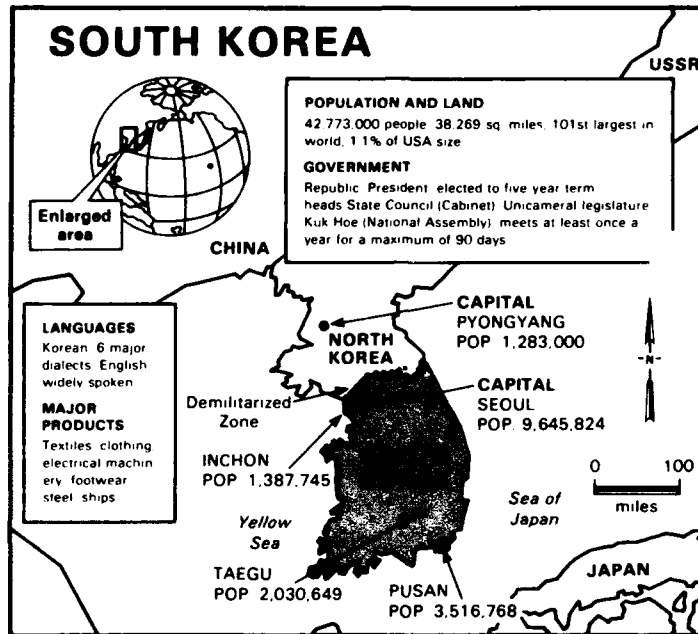 SOUTH KOREA
USSR
POPULATION AND LAND
42,773,000 people 38,269 sq miles, 101st largest in
world, 1.1% of USA size
GOVERNMENT
Republic President elected to five year term
heads State Council (Cabinet) Unicameral legislature
Kuk Hoe (National Assembly) meets at least once a
year for a maximum of 90 days
Enlarged
area
CHINA
LANGUAGES
Korean 6 major
dialects English
widely spoken
MAJOR
PRODUCTS
Textiles clothing
electrical machin
ery footwear
steel ships
CAPITAL
PYONGYANG
POP 1,283,000
NORTH
KOREA
-N-
Demilitarized
Zone
CAPITAL
SEOUL
POP. 9,645,824
INCHON
POP 1,387,745
0 100
miles
Sea of
Japan
Yellow
Sea
TAEGU
POP 2,030,649
PUSAN
POP 3,516,768
JAPAN